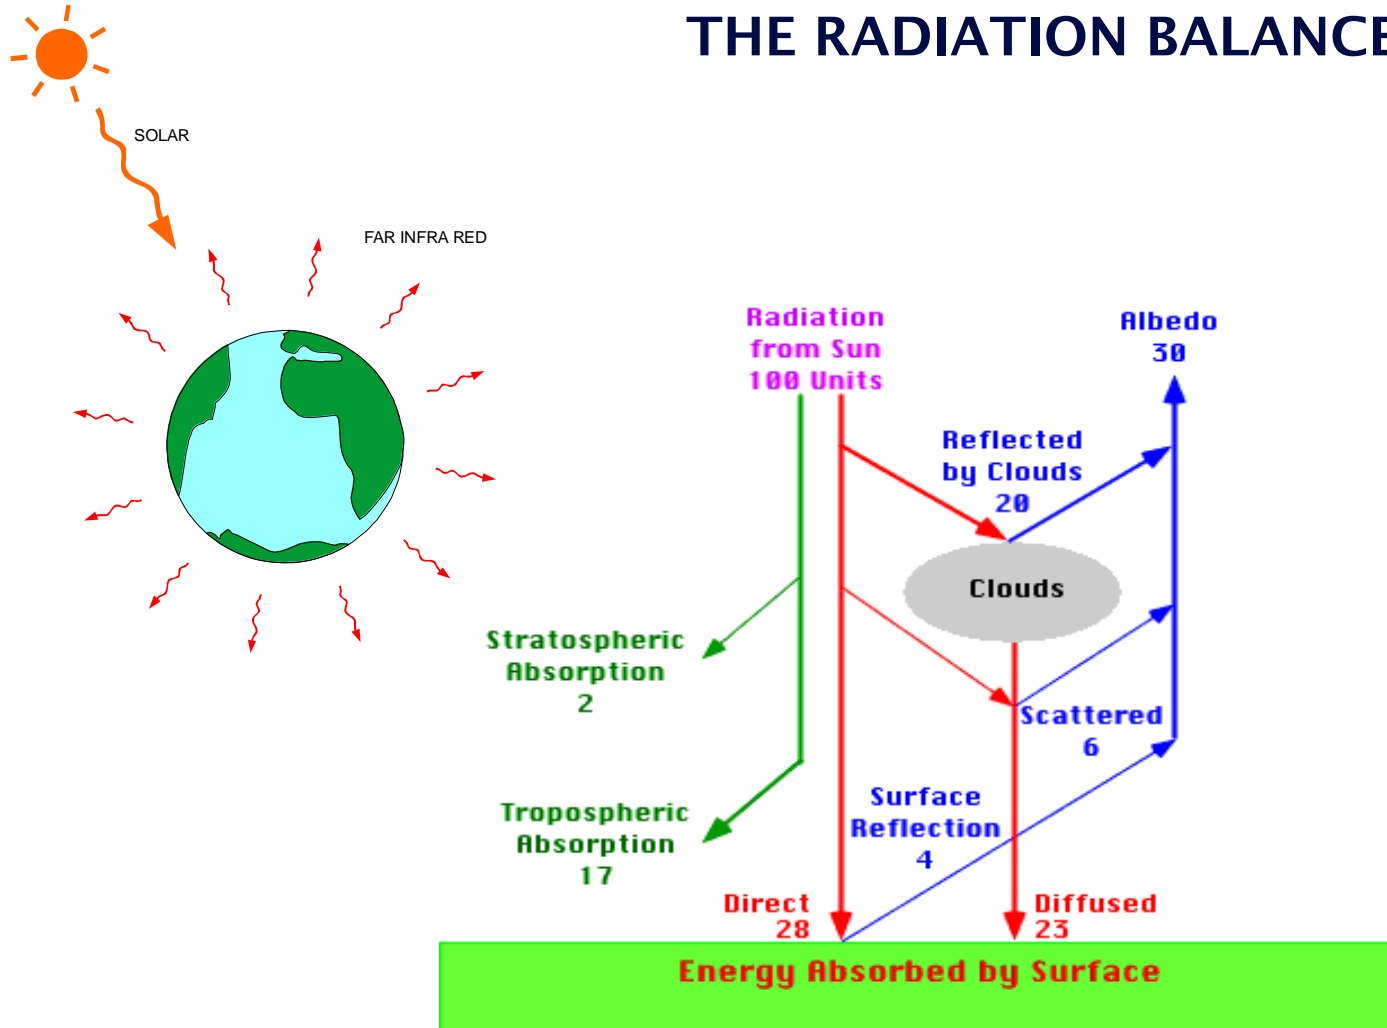 THE RADIATION BALANCE
SOLAR
FAR INFRA RED
Radiation
from Sun
100 Units
Albedo
30
Reflected
by Clouds
20
Clouds
Stratospheric
Absorption
2
Scattered
6
Tropospheric
Absorption
17
Surface
Reflection
4
Direct
28
Diffused
23
Energy Absorbed by Surface